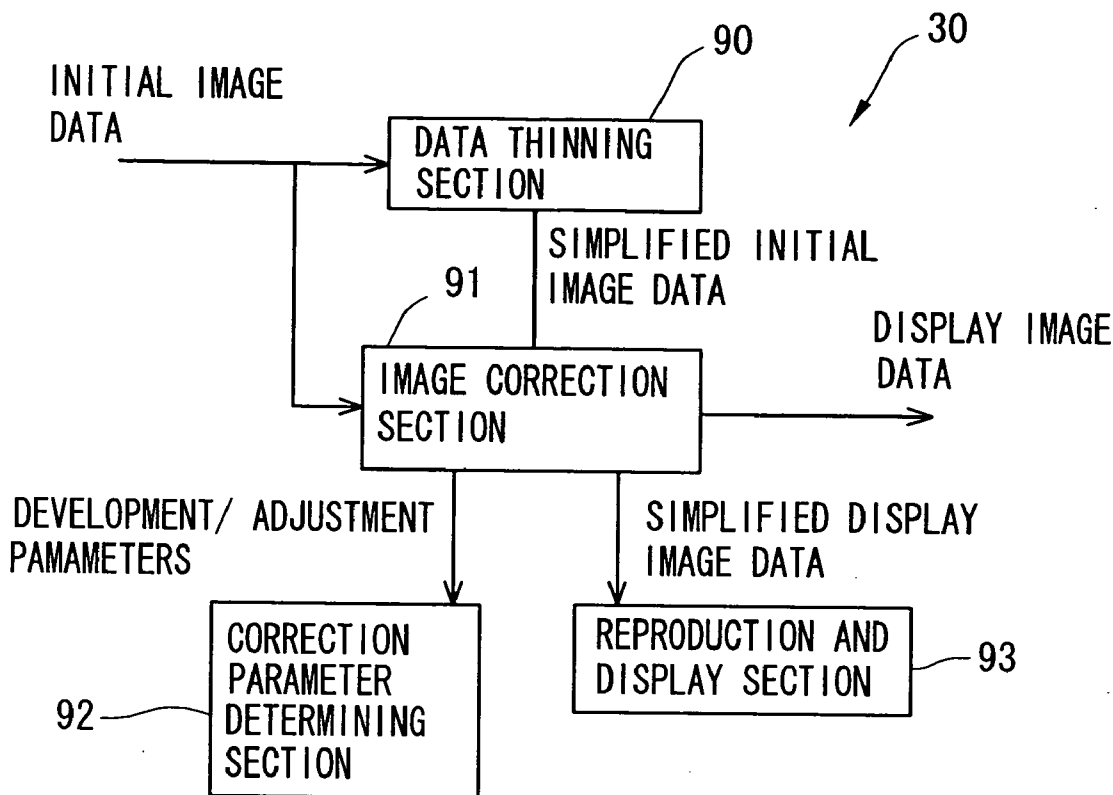 90
30
INITIAL IMAGE
DATA
DATA THINNING
SECTION
SIMPLIFIED INITIAL
IMAGE DATA
91
DISPLAY IMAGE
DATA
IMAGE CORRECTION
SECTION
DEVELOPMENT/ ADJUSTMENT
PAMAMETERS
SIMPLIFIED DISPLAY
IMAGE DATA
CORRECTION
PARAMETER
DETERMINING
SECTION
92
REPRODUCTION AND
DISPLAY SECTION
93